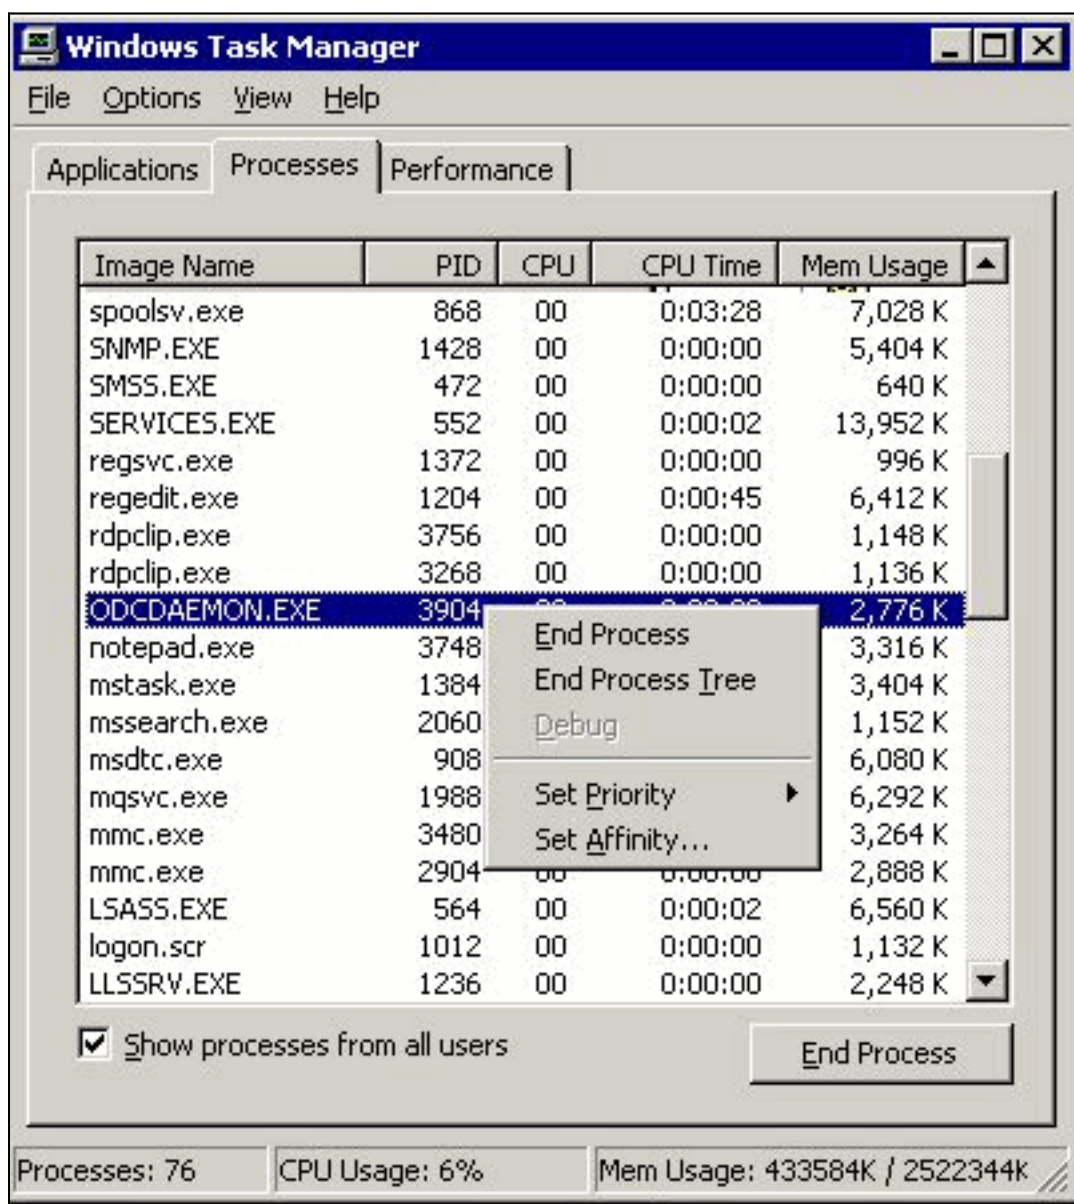 Windows Task Manager
File Options View Help
Applications Processes Performance
Image Name PID CPU CPU Time Mem Usage
spoolsv.exe 868 00 0:03:28 7,028 K
SNMP.EXE 1428 00 0:00:00 5,404 K
SMSS.EXE 472 00 0:00:00 640 K
SERVICES.EXE 552 00 0:00:02 13,952 K
regsvc.exe 1372 00 0:00:00 996 K
regedit.exe 1204 00 0:00:45 6,412 K
rdpclip.exe 3756 00 0:00:00 1,148 K
rdpclip.exe 3268 00 0:00:00 1,136 K
ODCDAEMON.EXE 3904 2,776 K
End Process
notepad.exe 3748 3,316 K
End Process Tree
mstask.exe 1384 3,404 K
Debug
mssearch.exe 2060 1,152 K
msdtc.exe 908 6,080 K
Set Priority
mqsvc.exe 1988 6,292 K
Set Affinity...
mmc.exe 3480 3,264 K
mmc.exe 2904 2,888 K
LSASS.EXE 564 00 0:00:02 6,560 K
logon.scr 1012 00 0:00:00 1,132 K
LLSSRV.EXE 1236 00 0:00:00 2,248 K
Show processes from all users
End Process
Processes: 76 CPU Usage: 6% Mem Usage: 433584K / 2522344K